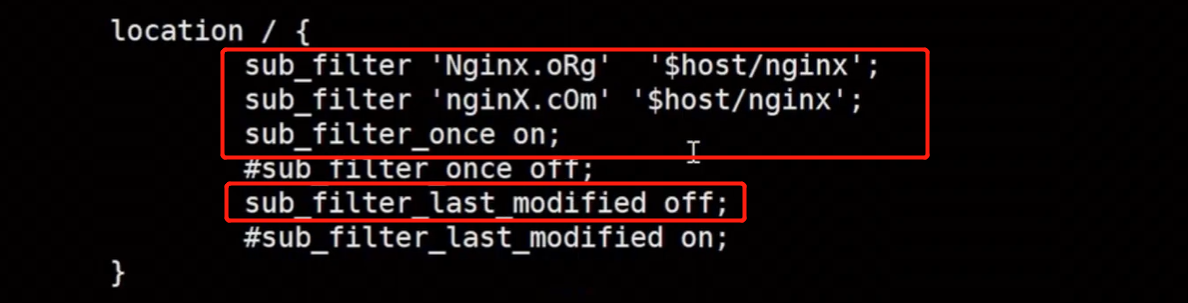 location / {
sub_filter 'Nginx.oRg'  '$host/nginx';
sub_filter 'nginX.cOm' '$host/nginx';
sub_filter_once on;
#sub_filter_once off;
sub_filter_last_modified off;
#sub_filter_last_modified on;
}